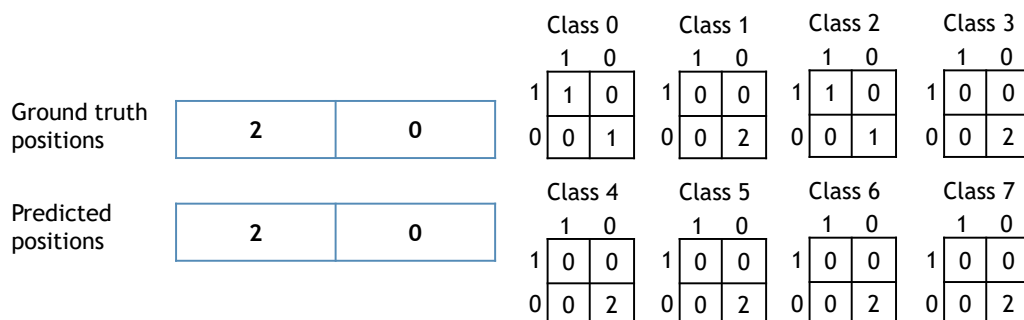 Class 0 Class 1 Class 2 Class 3
1 0 1 0 1 0 1 0
1 1 0 1 0 0 1 1 0 1 0 0
0 0 1 0 0 2 0 0 1 0 0 2
Ground truth
positions
2 0
Class 4 Class 5 Class 6 Class 7
1 0 1 0 1 0 1 0
1 0 0 1 0 0 1 0 0 1 0 0
0 0 2 0 0 2 0 0 2 0 0 2
Predicted
positions
2 0